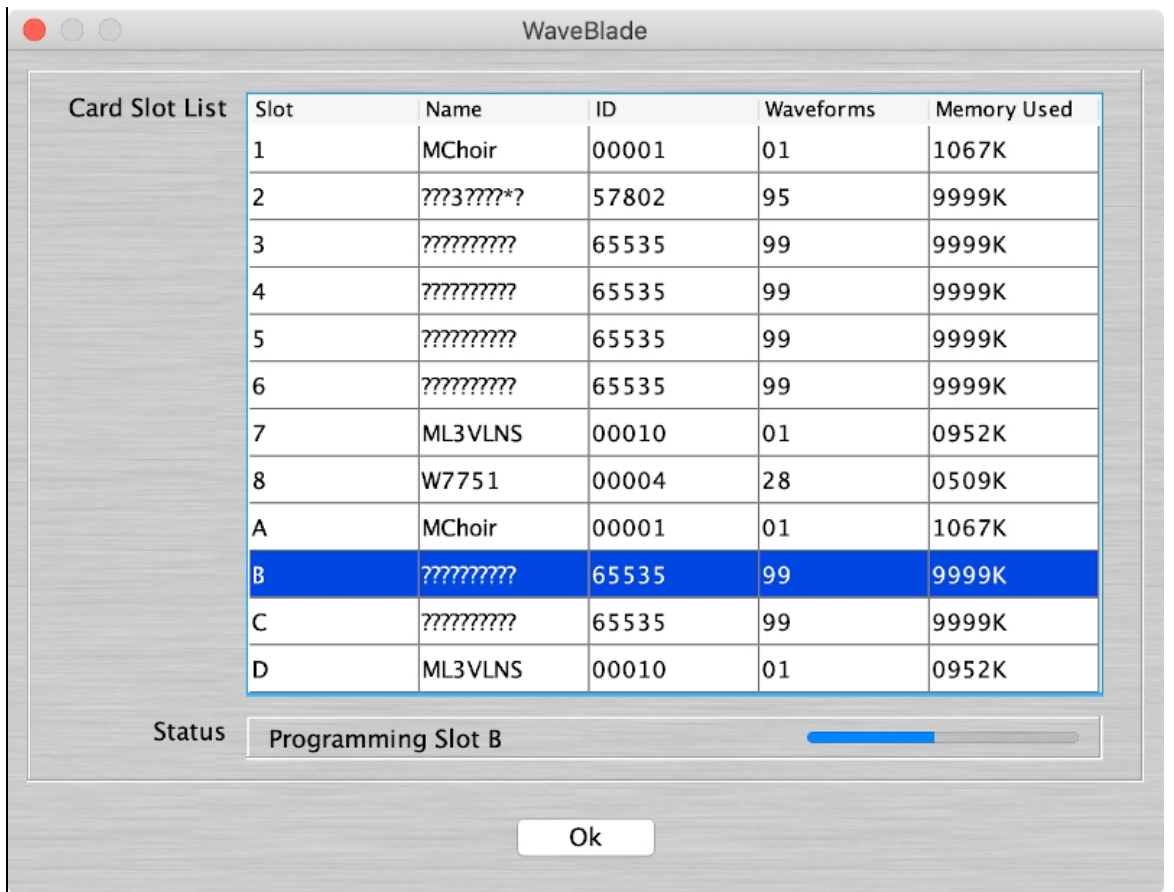 WaveBlade
Card Slot List Slot Name ID Waveforms Memory Used
1 MChoir 00001 01 1067K
2 ???3????*? 57802 95 9999K
3 ?????????? 65535 99 9999K
4 ?????????? 65535 99 9999K
5 ?????????? 65535 99 9999K
6 ?????????? 65535 99 9999K
7 ML3VLNS 00010 01 0952K
8 W7751 00004 28 0509K
A MChoir 00001 01 1067K
B ?????????? 65535 99 9999K
C ?????????? 65535 99 9999K
D ML3VLNS 00010 01 0952K
Status Programming Slot B
Ok